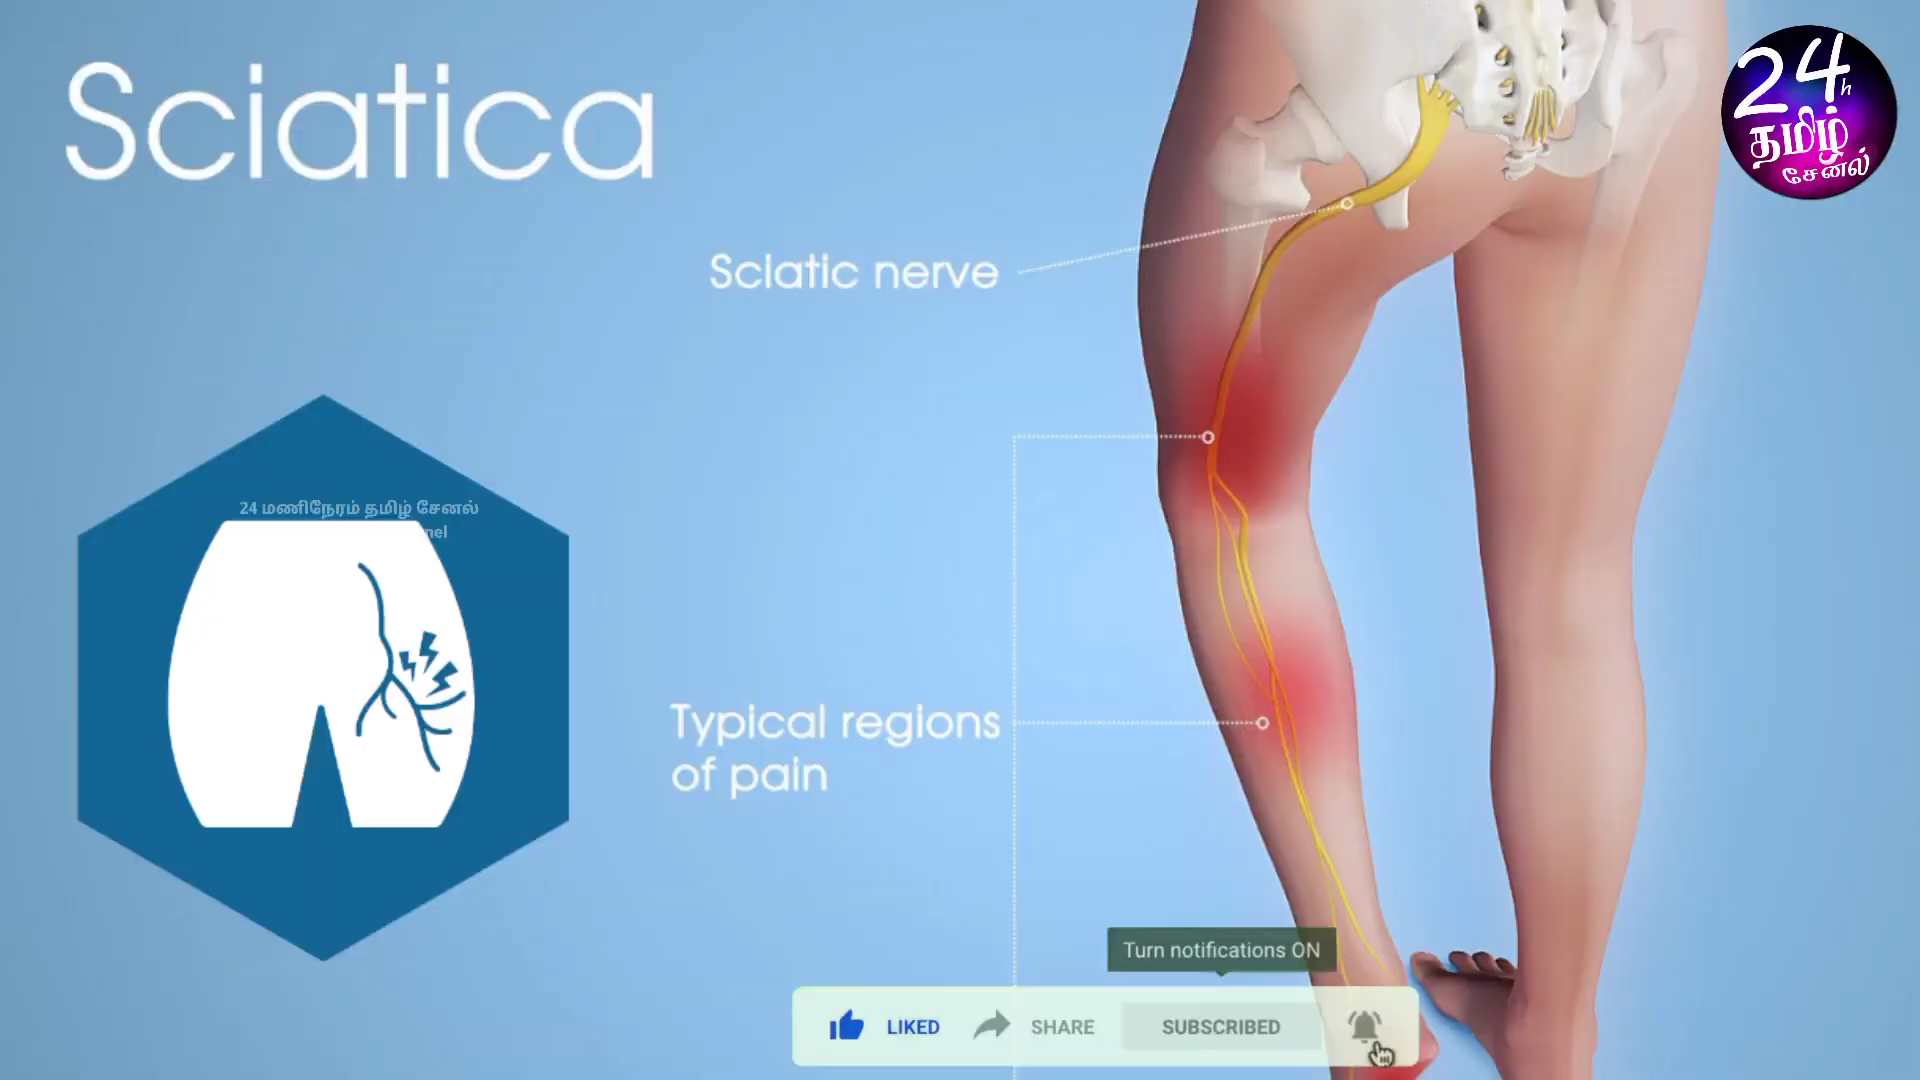 Sciatica
24h
தமிழ்
சேனல்
Sciatic nerve
24 மணிநேரம் தமிழ் சேனல்
Typical regions
of pain
Turn notifications ON
LIKED
SHARE
SUBSCRIBED